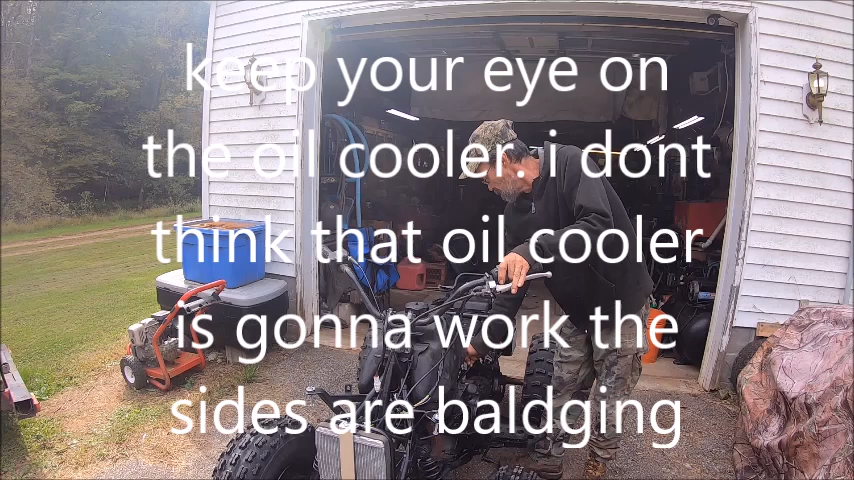 keep your eye on
the oil cooler. i dont
think that oil cooler
is gonna work the
sides are baldging